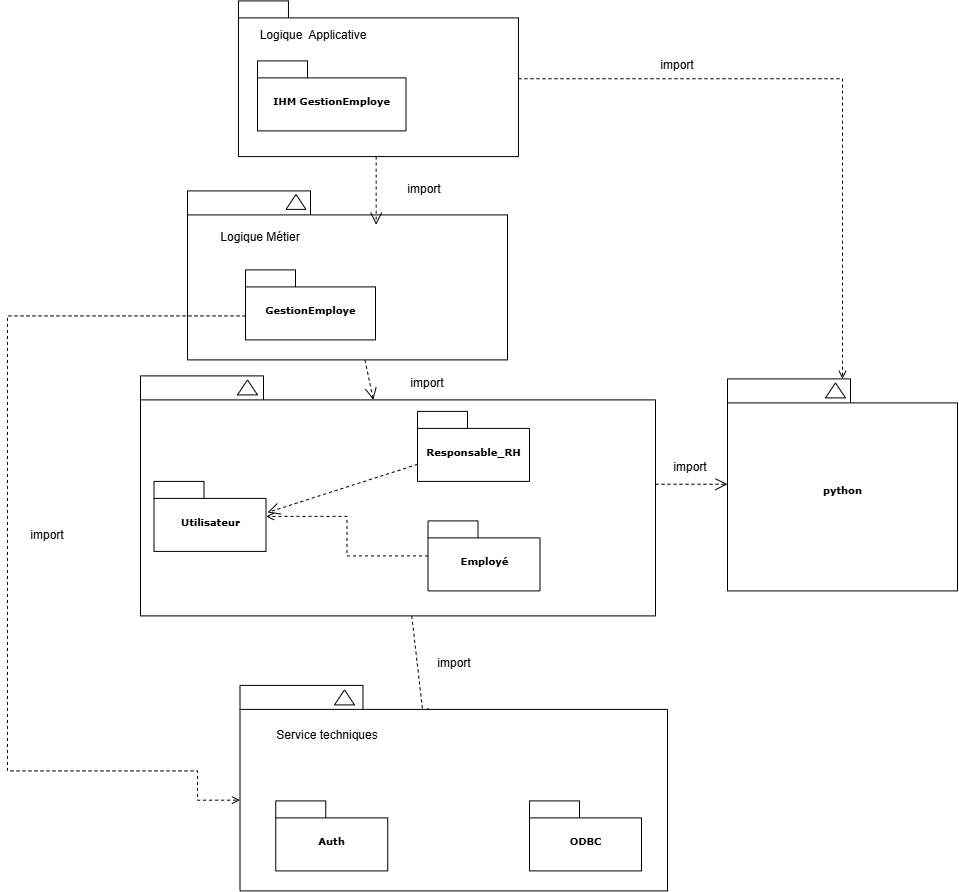 Logique  Applicative
import
IHM GestionEmploye
import
Logique Métier
GestionEmploye
import
Responsable_RH
import
python
Utilisateur
import
Employé
import
Service techniques
Auth
ODBC